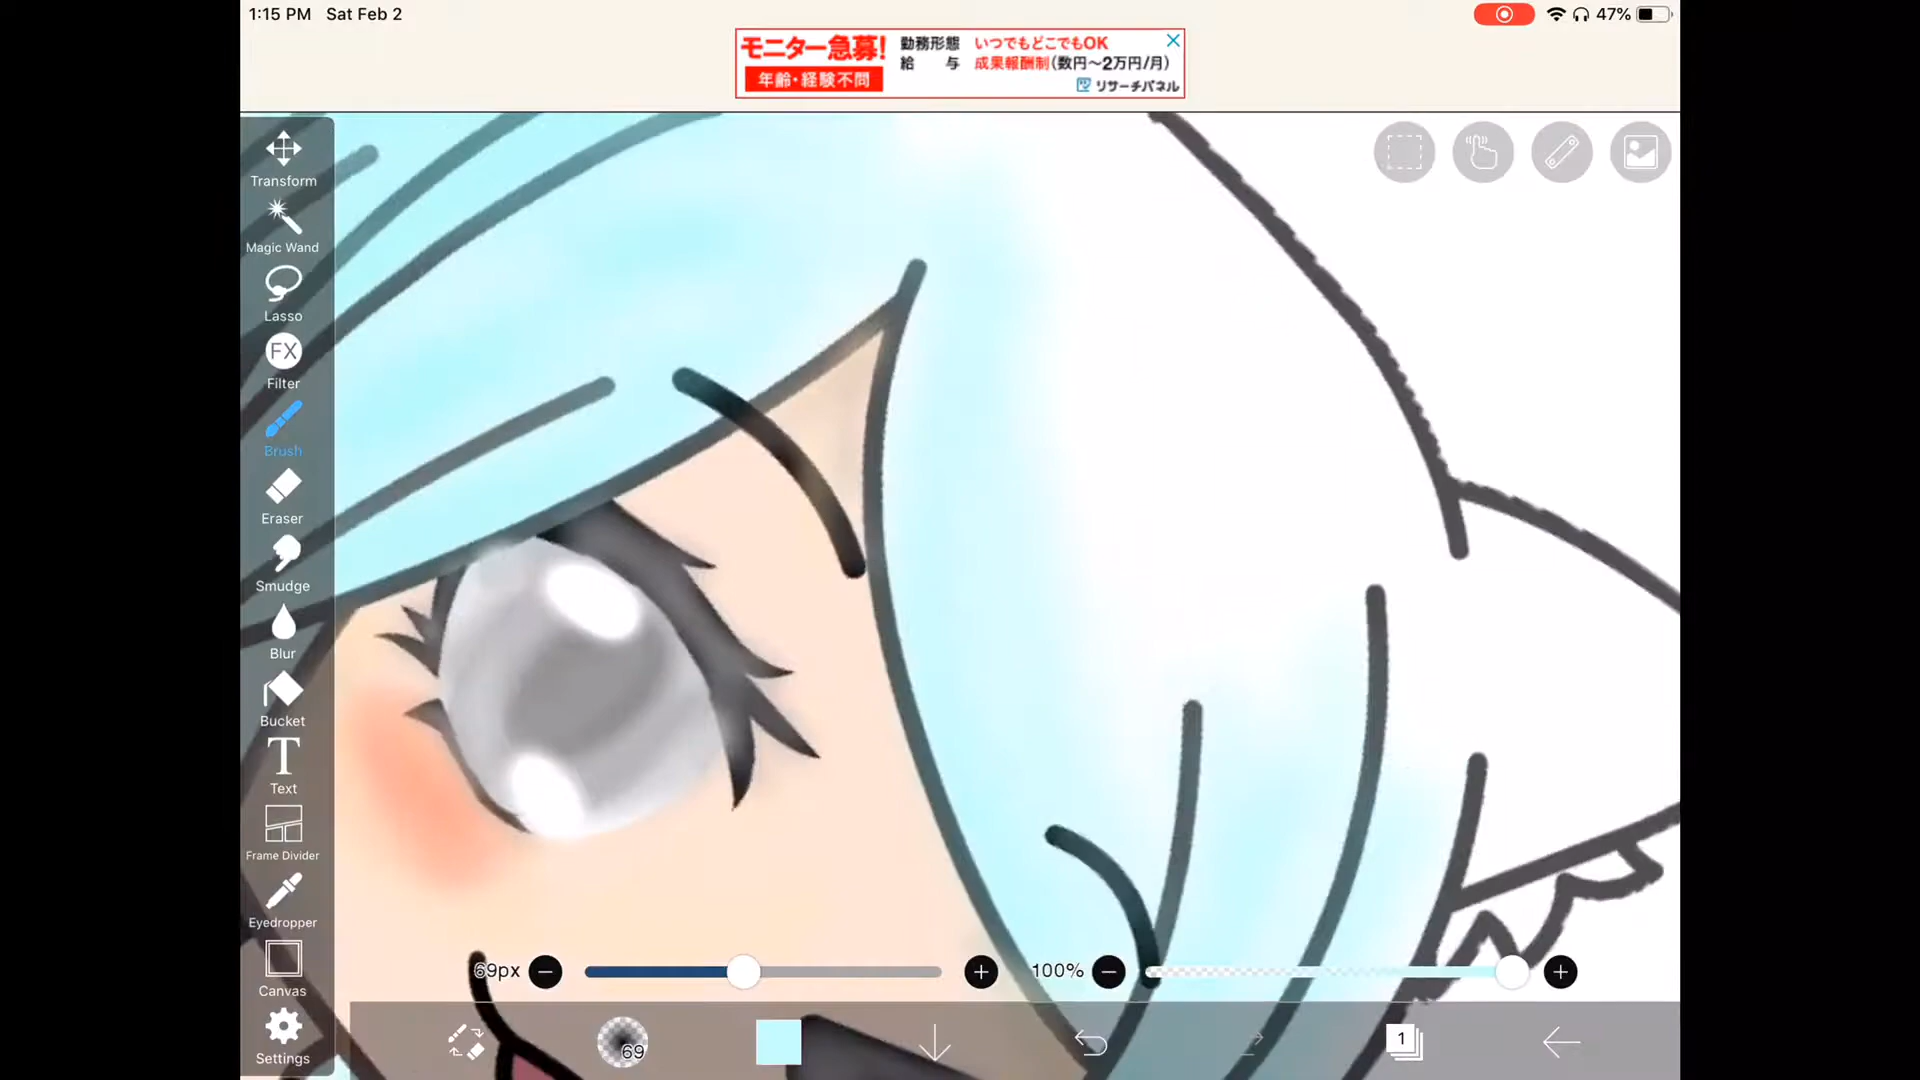 1:15 PM Sat Feb 2
47%
モニター急募!
年齢・経験不問
勤務形態 いつでもどこでもOK
給与 成果報酬制(数円～2万円/月)
リサーチパネル
Transform
Magic Wand
Lasso
FX
Filter
Brush
Eraser
Smudge
Blur
Bucket
T
Text
Frame Divider
Eyedropper
Canvas
Settings
69px
100%
69
1